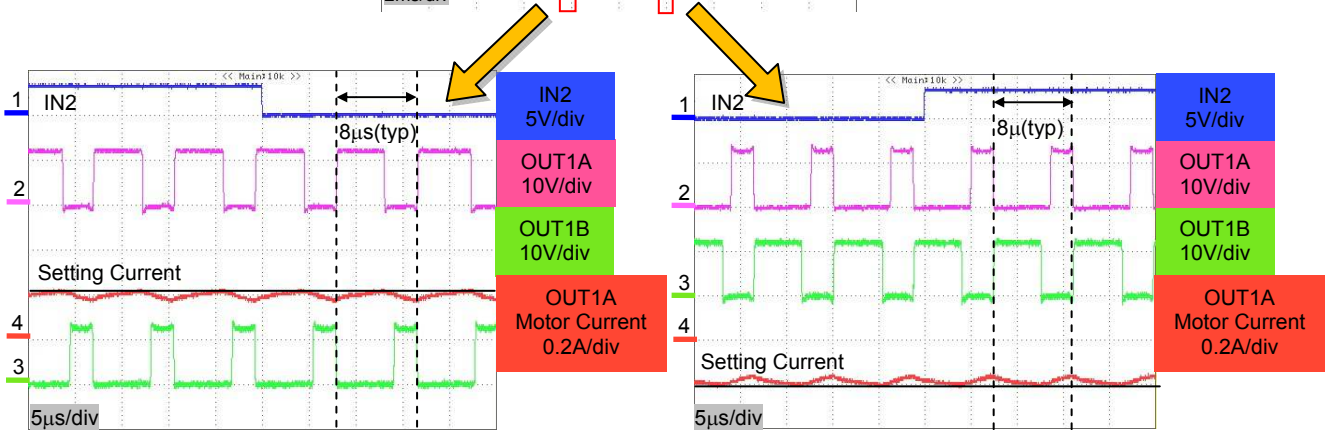 2ms/div
<< Main:10k >>
1
IN2
8μs(typ)
2
Setting Current
4
3
5μs/div
IN2
5V/div
OUT1A
10V/div
OUT1B
10V/div
OUT1A
Motor Current
0.2A/div
<< Main:10k >>
1
IN2
8μ(typ)
2
3
4
Setting Current
5μs/div
IN2
5V/div
OUT1A
10V/div
OUT1B
10V/div
OUT1A
Motor Current
0.2A/div